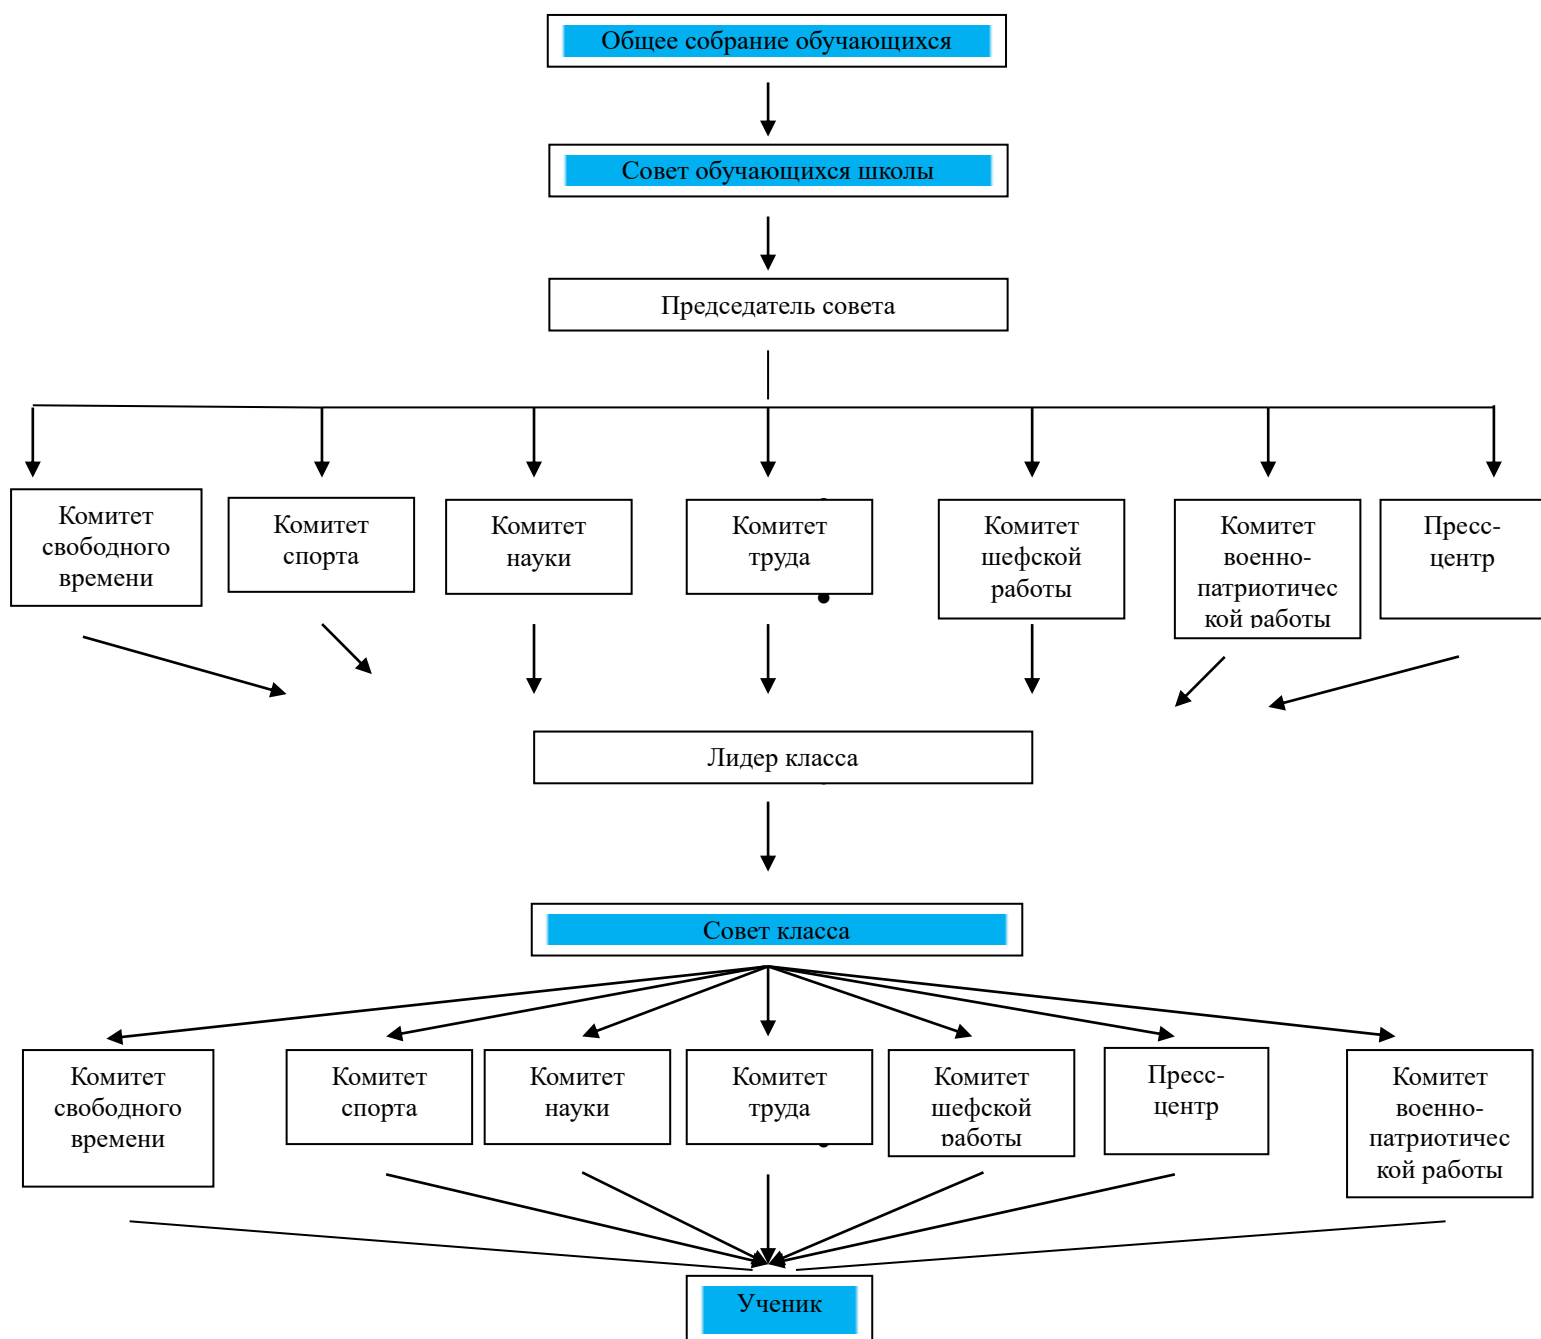 Общее собрание обучающихся
Совет обучающихся школы
Председатель совета
Комитет
свободного
времени
Комитет
спорта
Комитет
науки
Комитет
труда
Комитет
шефской
работы
Комитет
военно-
патриотичес
кой работы
Пресс-
центр
Лидер класса
Совет класса
Комитет
свободного
времени
Комитет
спорта
Комитет
науки
Комитет
труда
Комитет
шефской
работы
Пресс-
центр
Комитет
военно-
патриотичес
кой работы
Ученик